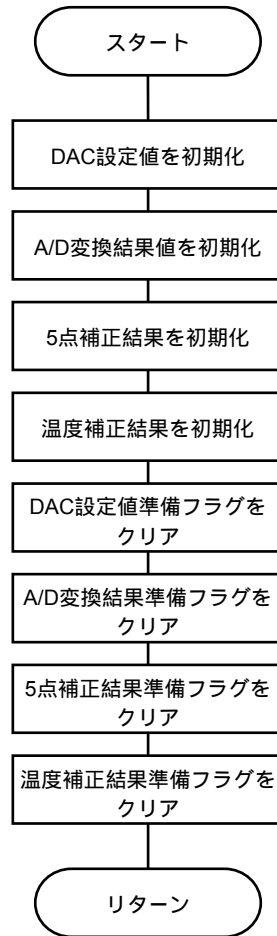 スタート
DAC設定値を初期化
A/D変換結果値を初期化
5点補正結果を初期化
温度補正結果を初期化
DAC設定値準備フラグを
クリア
A/D変換結果準備フラグを
クリア
5点補正結果準備フラグを
クリア
温度補正結果準備フラグを
クリア
リターン